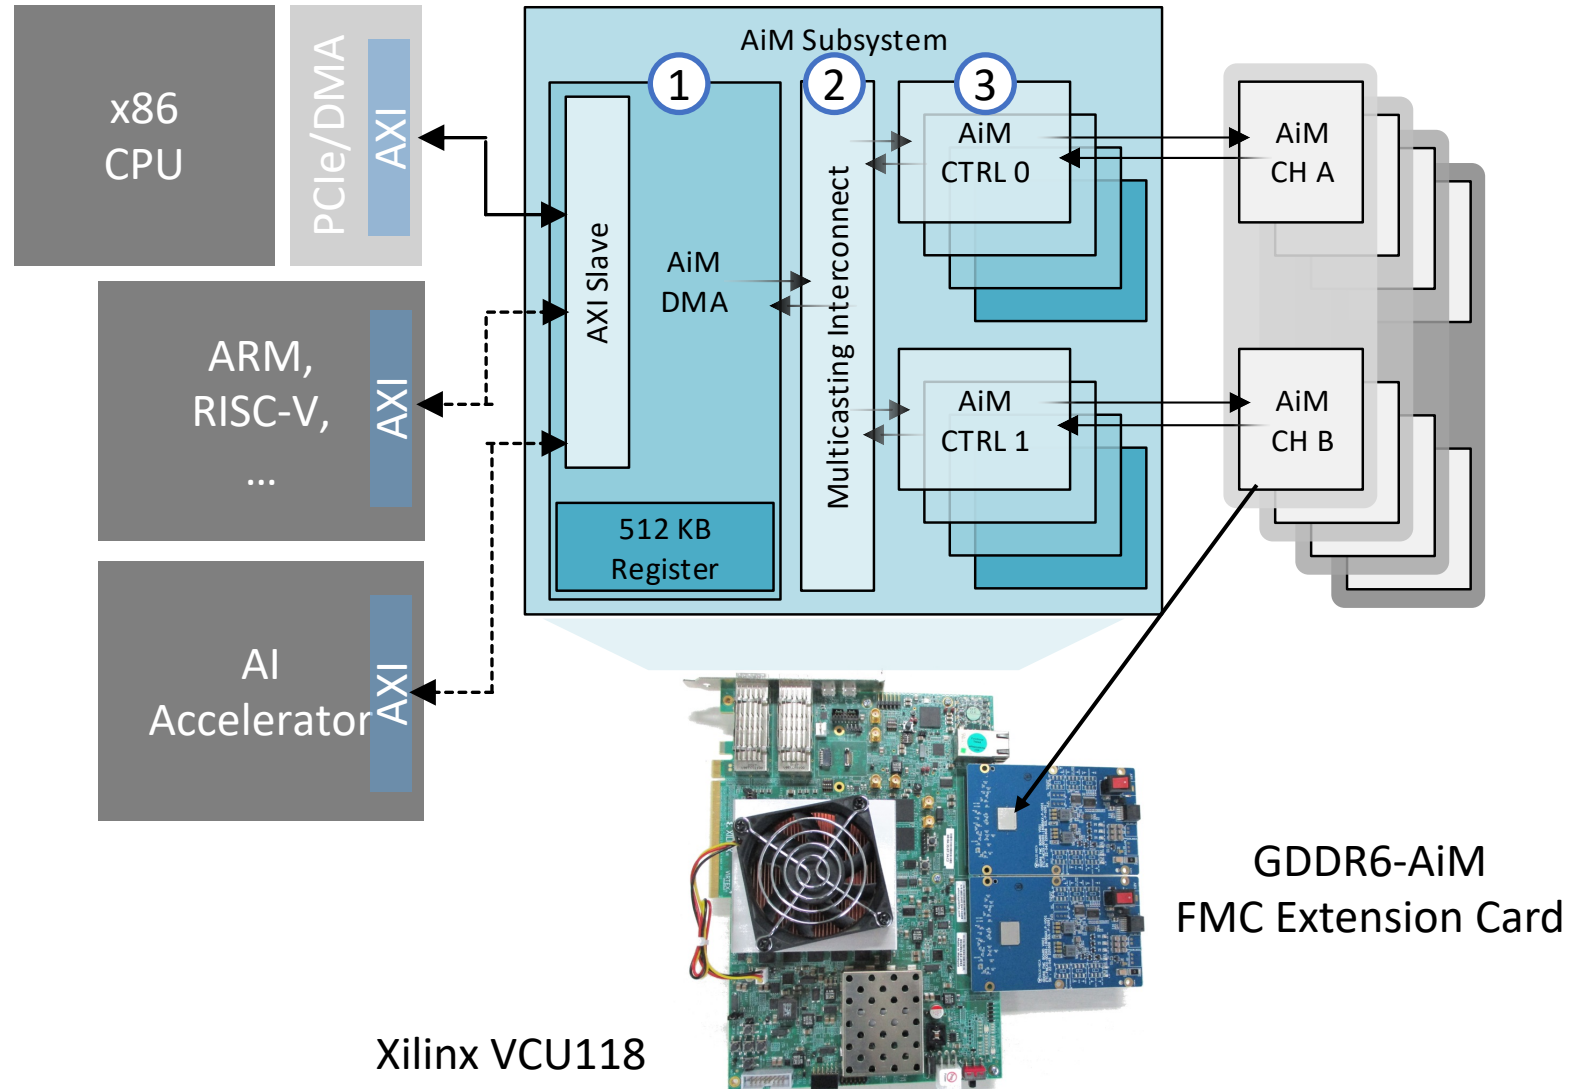 x86
CPU
PCIe/DMA
AXI
ARM,
RISC-V,
...
AXI
AI
Accelerator
AXI
AiM Subsystem
1
AXI Slave
AiM
DMA
512 KB
Register
2
Multicasting Interconnect
3
AiM
CTRL 0
AiM
CTRL 1
AiM
CH A
AiM
CH B
GDDR6-AiM
FMC Extension Card
Xilinx VCU118